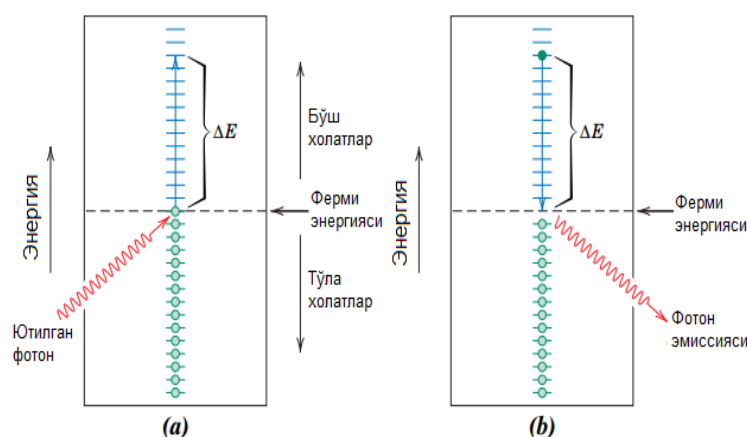 Энергия
ΔE
Бўш
холатлар
Ферми
энергияси
Тўла
холатлар
Ютилган
фотон
(a)
Энергия
ΔE
Ферми
энергияси
Фотон
эмиссияси
(b)